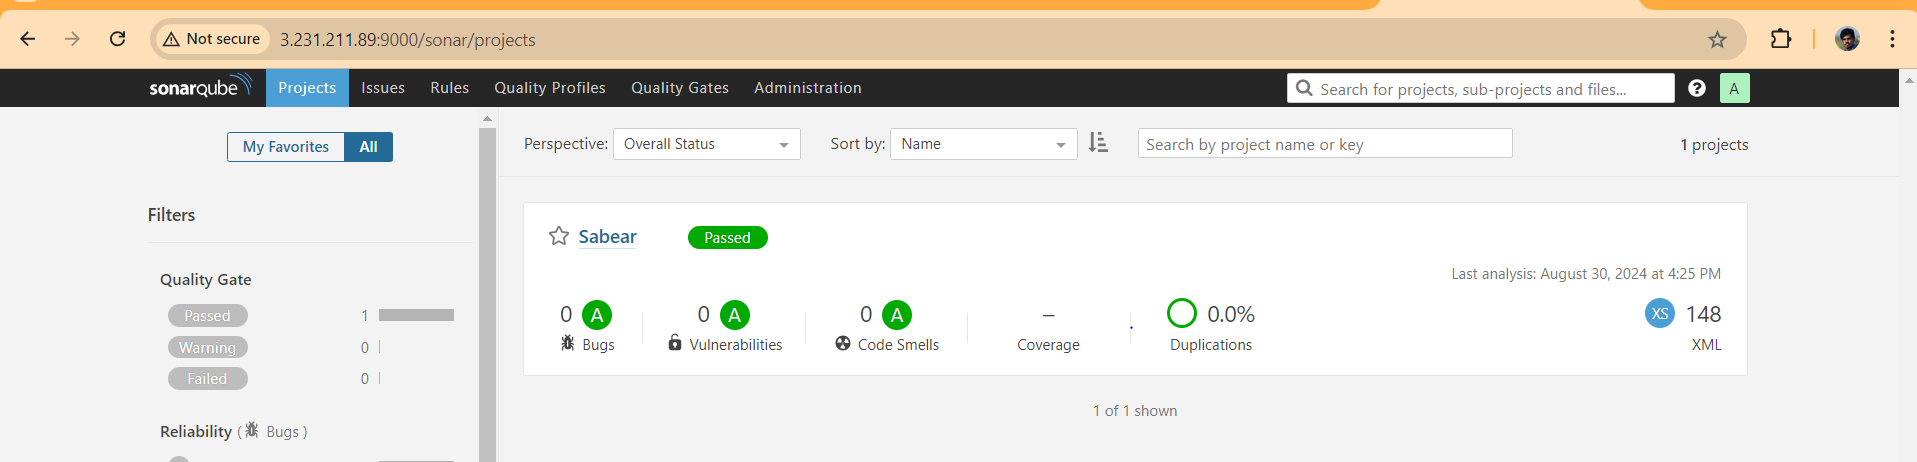 Not secure 3.231.211.89:9000/sonar/projects
sonarqube Projects Issues Rules Quality Profiles Quality Gates Administration Search for projects, sub-projects and files... ? A
My Favorites All
Perspective: Overall Status Sort by: Name Search by project name or key 1 projects
Filters
Sabear Passed
Last analysis: August 30, 2024 at 4:25 PM
Quality Gate
Passed 1
Warning 0
Failed 0
0 A 0 A 0 A – 0.0% XS 148
Bugs Vulnerabilities Code Smells Coverage Duplications XML
1 of 1 shown
Reliability ( Bugs )